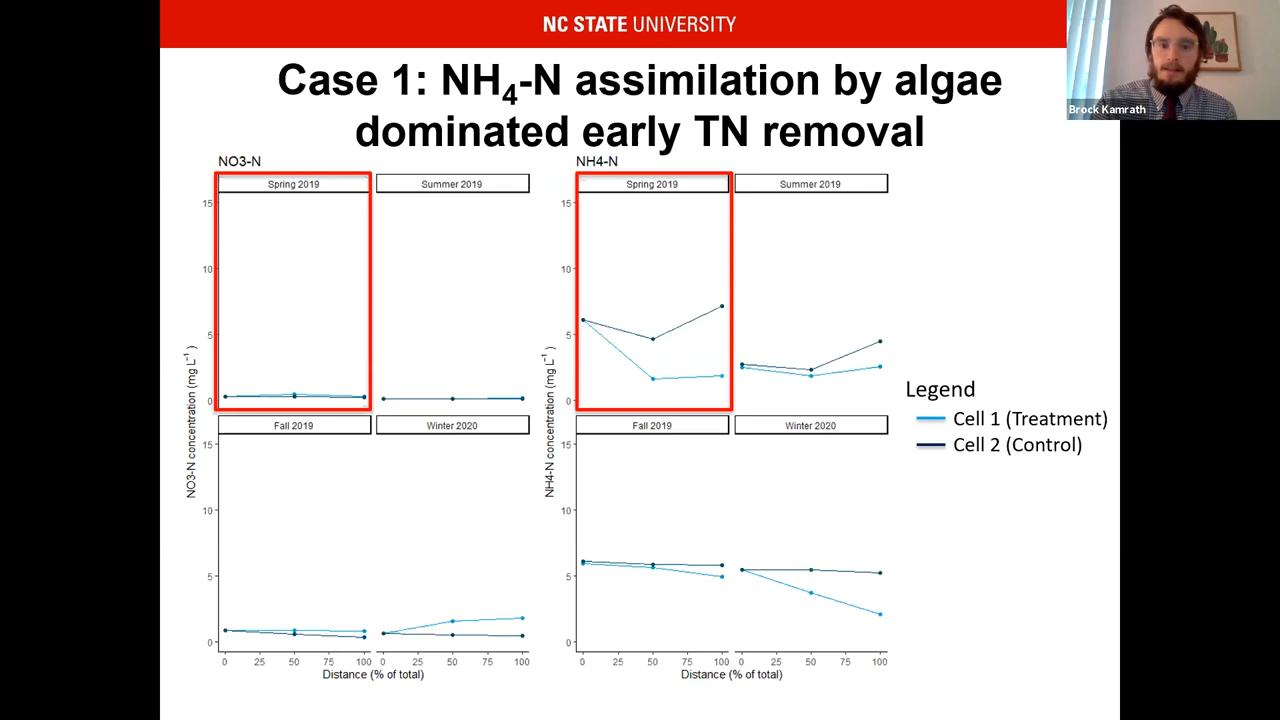 NC STATE UNIVERSITY
Brock Kamrath
Case 1: NH4-N assimilation by algae
dominated early TN removal
NO3-N
NH4-N
Spring 2019
Summer 2019
Spring 2019
Summer 2019
15
10
5
0
15
10
5
0
NO3-N concentration (mg L-1)
NH4-N concentration (mg L-1)
Legend
Cell 1 (Treatment)
Cell 2 (Control)
Fall 2019
Winter 2020
Fall 2019
Winter 2020
15
10
5
0
15
10
5
0
0 25 50 75 100 0 25 50 75 100
0 25 50 75 100 0 25 50 75 100
Distance (% of total)
Distance (% of total)